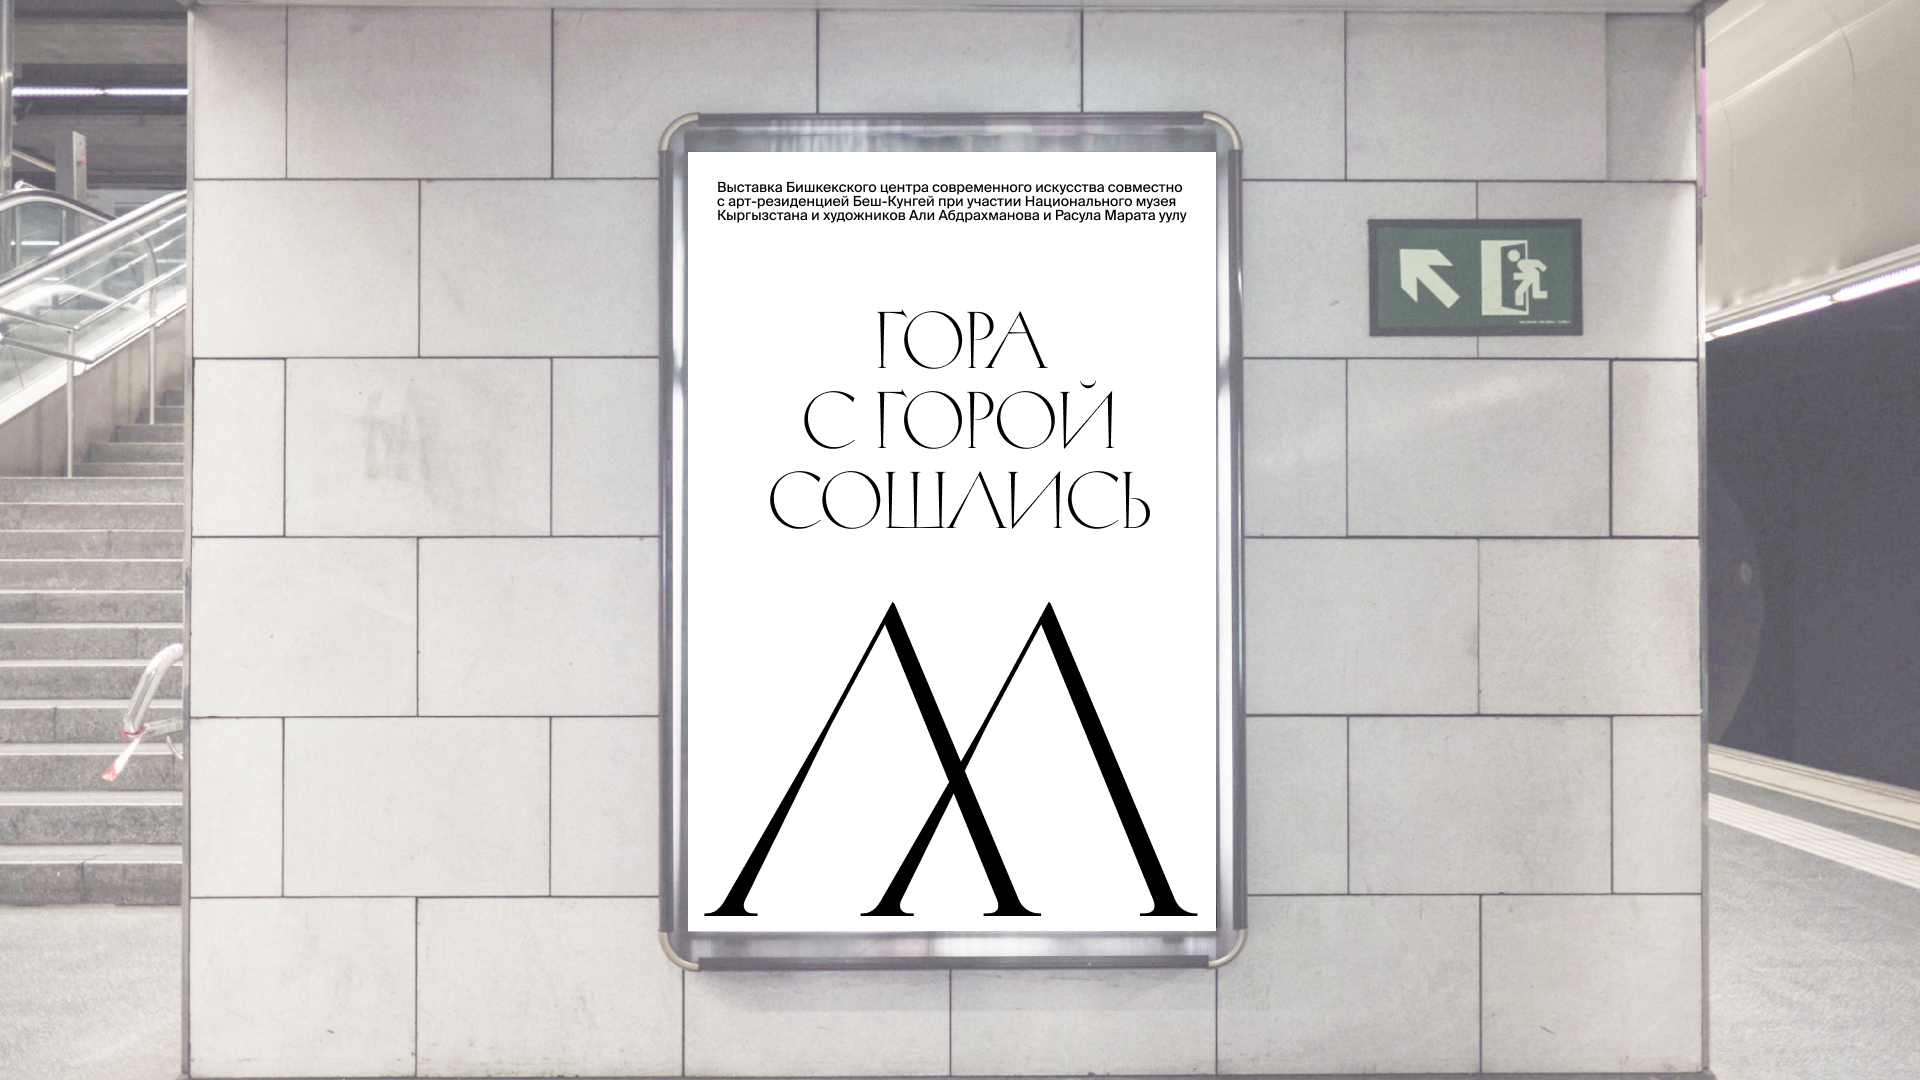 Выставка Бишкекского центра современного искусства совместно
с арт-резиденцией Беш-Кунгей при участии Национального музея
Кыргызстана и художников Али Абдрахманова и Расула Марата уулу
ГОРА
С ГОРОЙ
СОШЛИСЬ